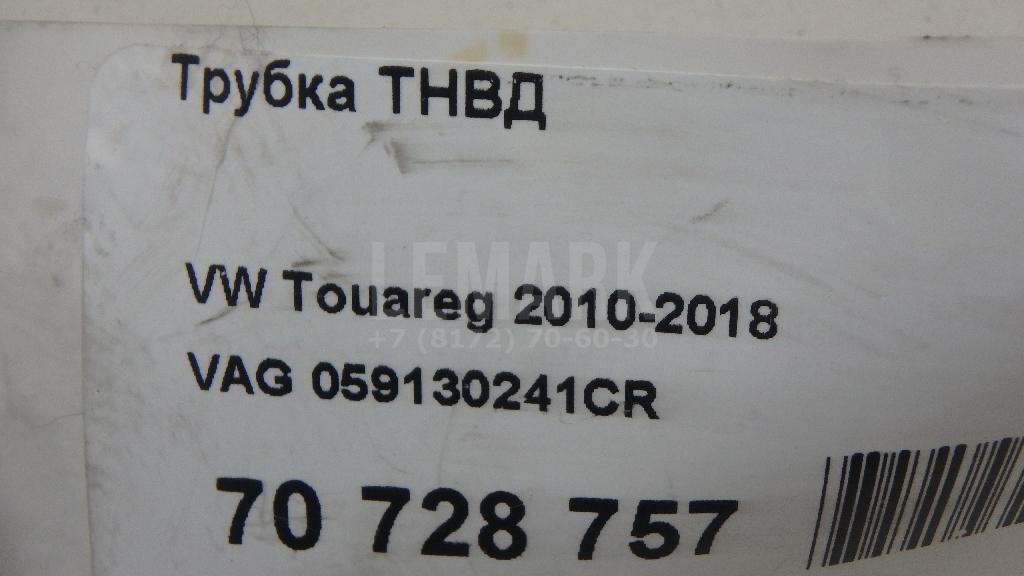 Трубка ТНВД
LEMARK
VW Touareg 2010-2018
+7 (8172) 70-60-30
VAG 059130241CR
70 728 757